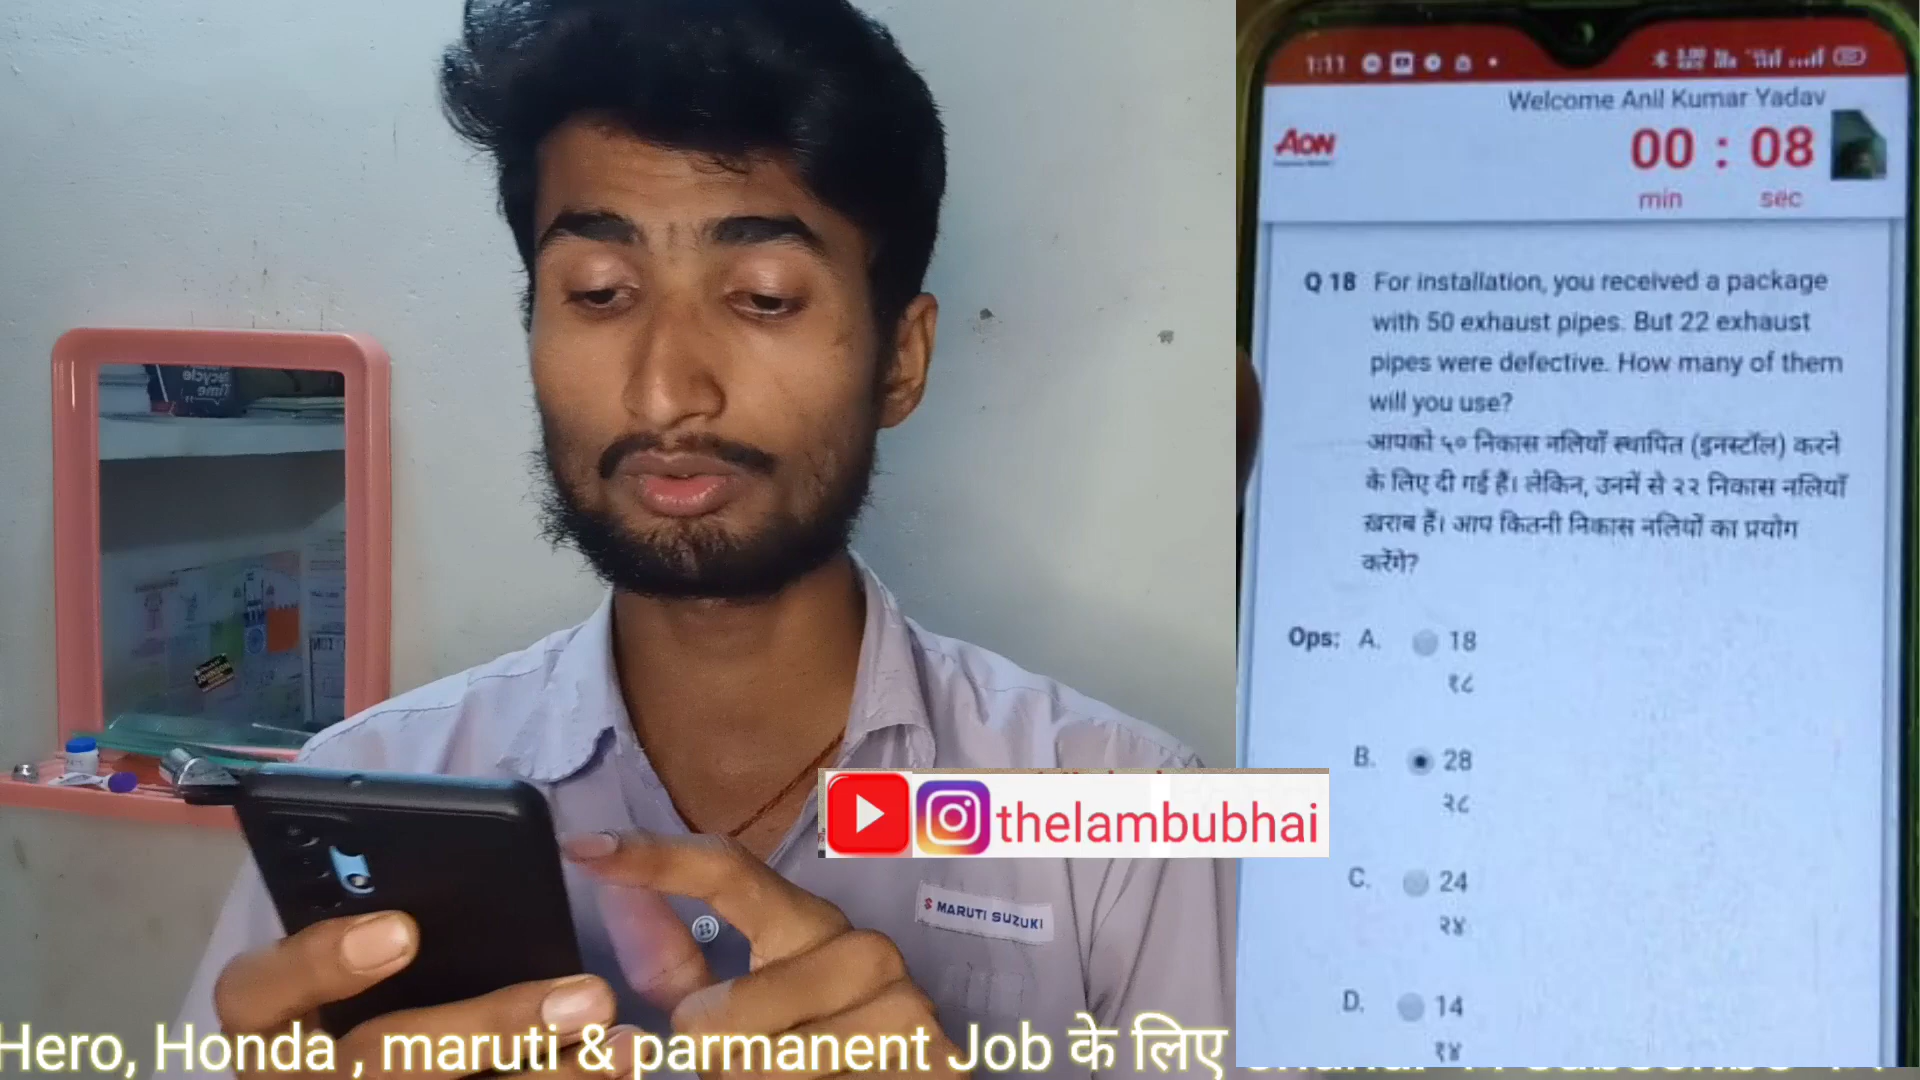 1:11
Welcome Anil Kumar Yadav
AON
00 : 08
min sec
Q 18 For installation, you received a package
with 50 exhaust pipes. But 22 exhaust
pipes were defective. How many of them
will you use?
आपको ५० निकास नलियाँ स्थापित (इनस्टॉल) करने
के लिए दी गई हैं। लेकिन, उनमें से २२ निकास नलियाँ
ख़राब हैं। आप कितनी निकास नलियों का प्रयोग
करेंगे?
Ops: A. 18
१८
B. 28
२८
C. 24
२४
D. 14
१४
thelambubhai
MARUTI SUZUKI
Hero, Honda , maruti & parmanent Job के लिए